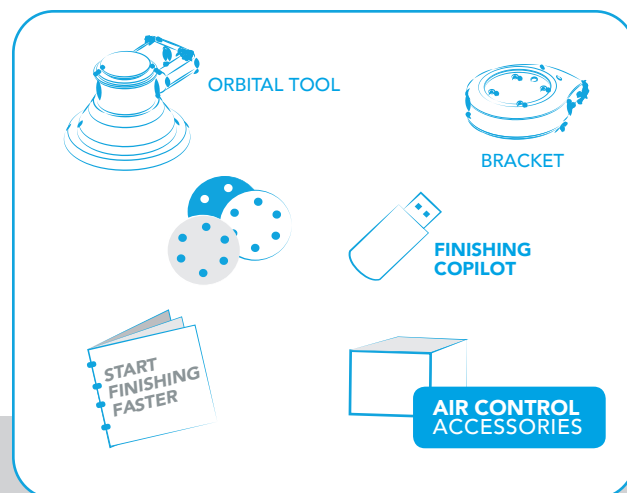 ORBITAL TOOL
BRACKET
FINISHING
COPILOT
START
FINISHING
FASTER
AIR CONTROL
ACCESSORIES